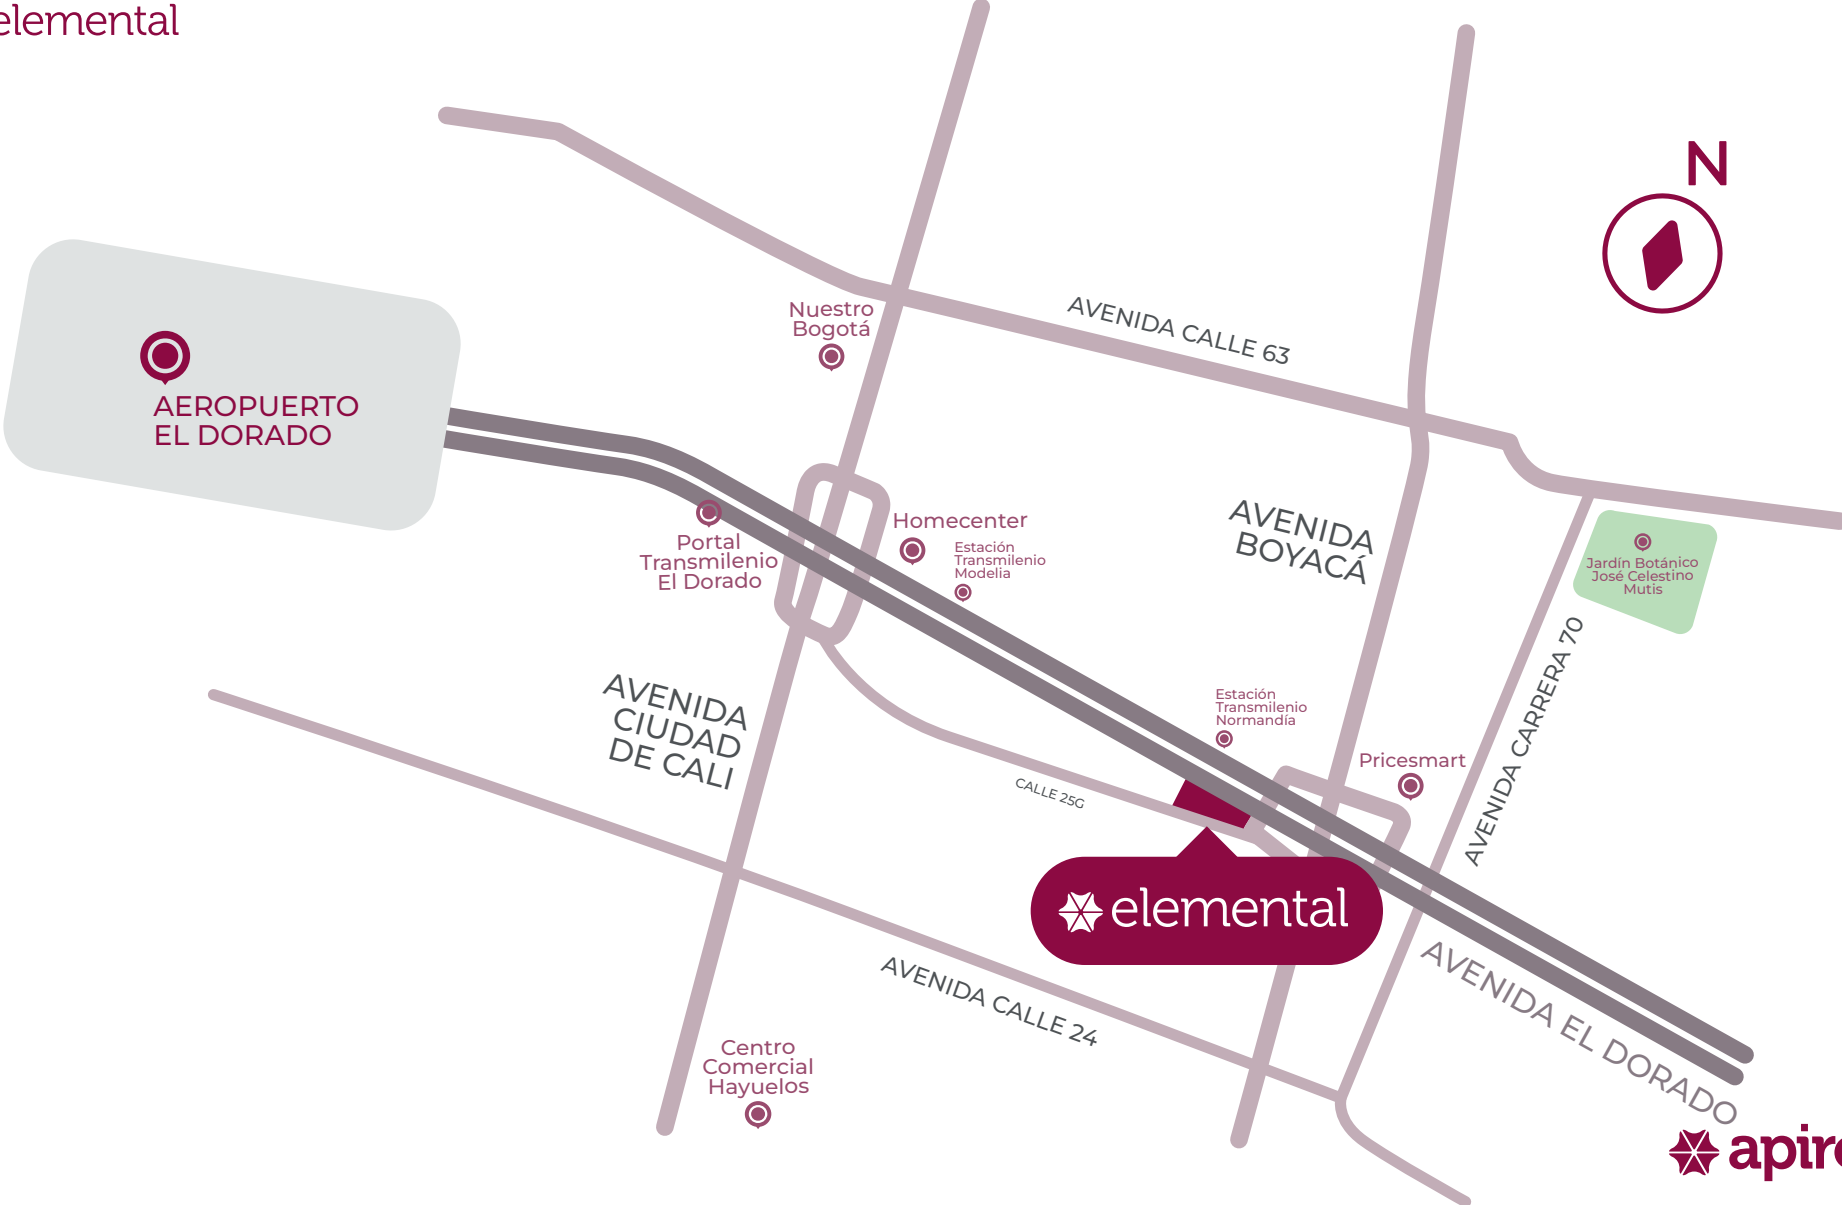 elemental
N
AVENIDA CALLE 63
Nuestro
Bogotá
AEROPUERTO
EL DORADO
Portal
Transmilenio
El Dorado
Homecenter
Estación
Transmilenio
Modelia
AVENIDA
BOYACÁ
Jardín Botánico
José Celestino
Mutis
AVENIDA CARRERA 70
AVENIDA
CIUDAD
DE CALI
Estación
Transmilenio
Normandía
Pricesmart
CALLE 25G
elemental
AVENIDA EL DORADO
AVENIDA CALLE 24
Centro
Comercial
Hayuelos